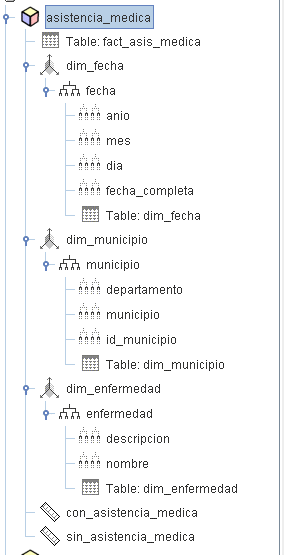 asistencia_medica
Table: fact_asis_medica
dim_fecha
fecha
anio
mes
dia
fecha_completa
Table: dim_fecha
dim_municipio
municipio
departamento
municipio
id_municipio
Table: dim_municipio
dim_enfermedad
enfermedad
descripcion
nombre
Table: dim_enfermedad
con_asistencia_medica
sin_asistencia_medica